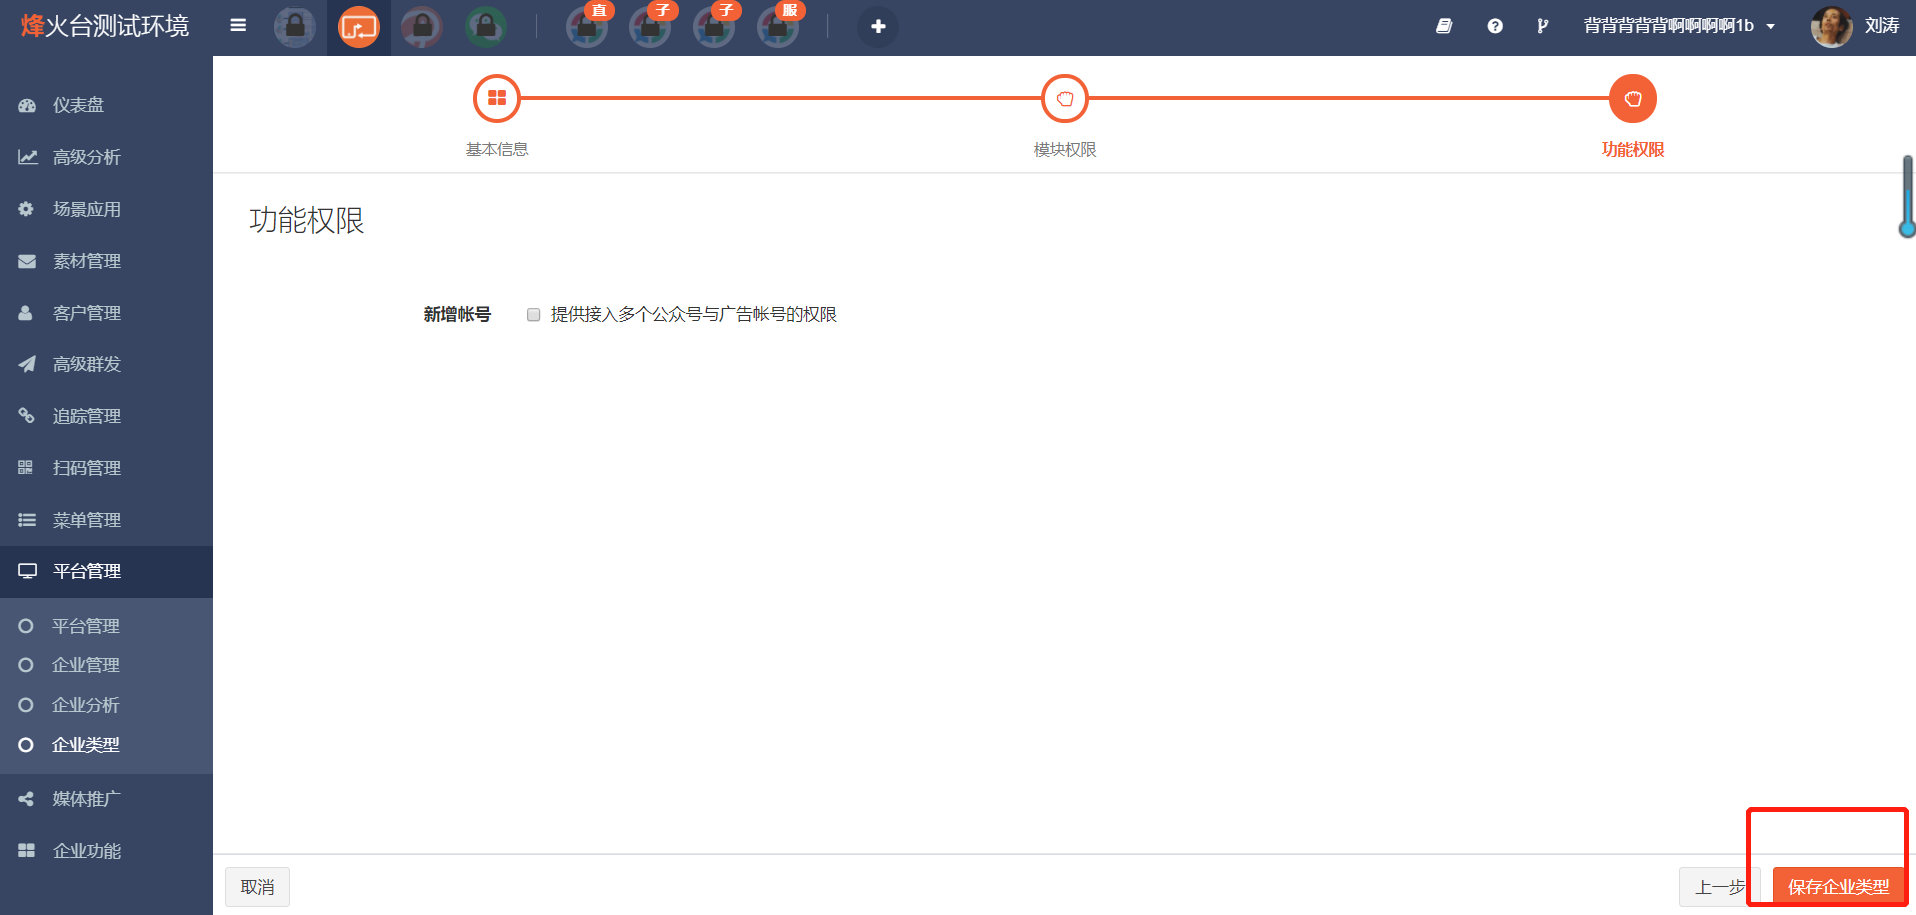 烽火台测试环境
直
子
子
服
背背背背背啊啊啊啊1b
刘涛
仪表盘
高级分析
场景应用
素材管理
客户管理
高级群发
追踪管理
扫码管理
菜单管理
平台管理
平台管理
企业管理
企业分析
企业类型
媒体推广
企业功能
基本信息
模块权限
功能权限
功能权限
新增帐号
提供接入多个公众号与广告帐号的权限
取消
上一步
保存企业类型